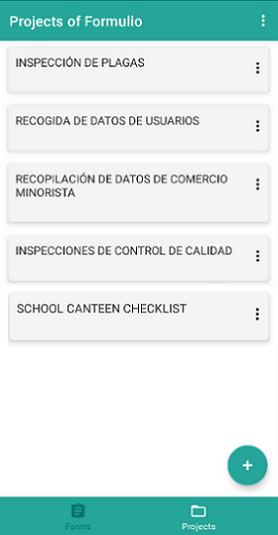 Projects of Formulio
INSPECCIÓN DE PLAGAS
RECOGIDA DE DATOS DE USUARIOS
RECOPILACIÓN DE DATOS DE COMERCIO
MINORISTA
INSPECCIONES DE CONTROL DE CALIDAD
SCHOOL CANTEEN CHECKLIST
Forms
Projects